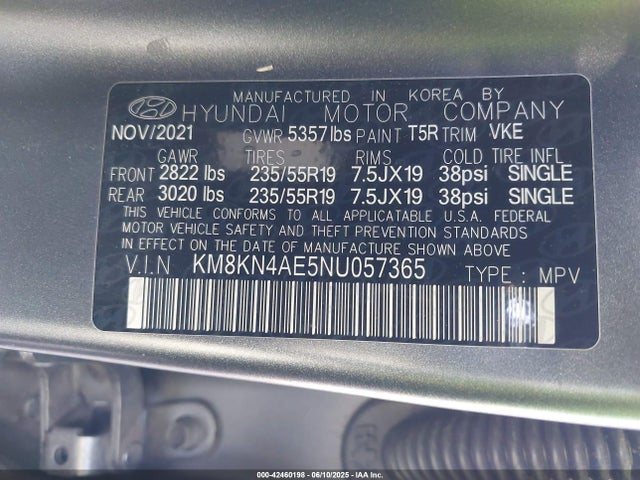 MANUFACTURED IN KOREA BY
HYUNDAI MOTOR COMPANY
NOV/2021 GVWR 5357 lbs PAINT T5R TRIM VKE
GAWR TIRES RIMS COLD TIRE INFL
FRONT 2822 lbs 235/55R19 7.5JX19 38psi SINGLE
REAR 3020 lbs 235/55R19 7.5JX19 38psi SINGLE
THIS VEHICLE CONFORMS TO ALL APPLICABLE U.S.A. FEDERAL
MOTOR VEHICLE SAFETY AND THEFT PREVENTION STANDARDS
IN EFFECT ON THE DATE OF MANUFACTURE SHOWN ABOVE
V.I.N KM8KN4AE5NU057365 TYPE : MPV
000-42460198 - 06/10/2025 - IAA Inc.